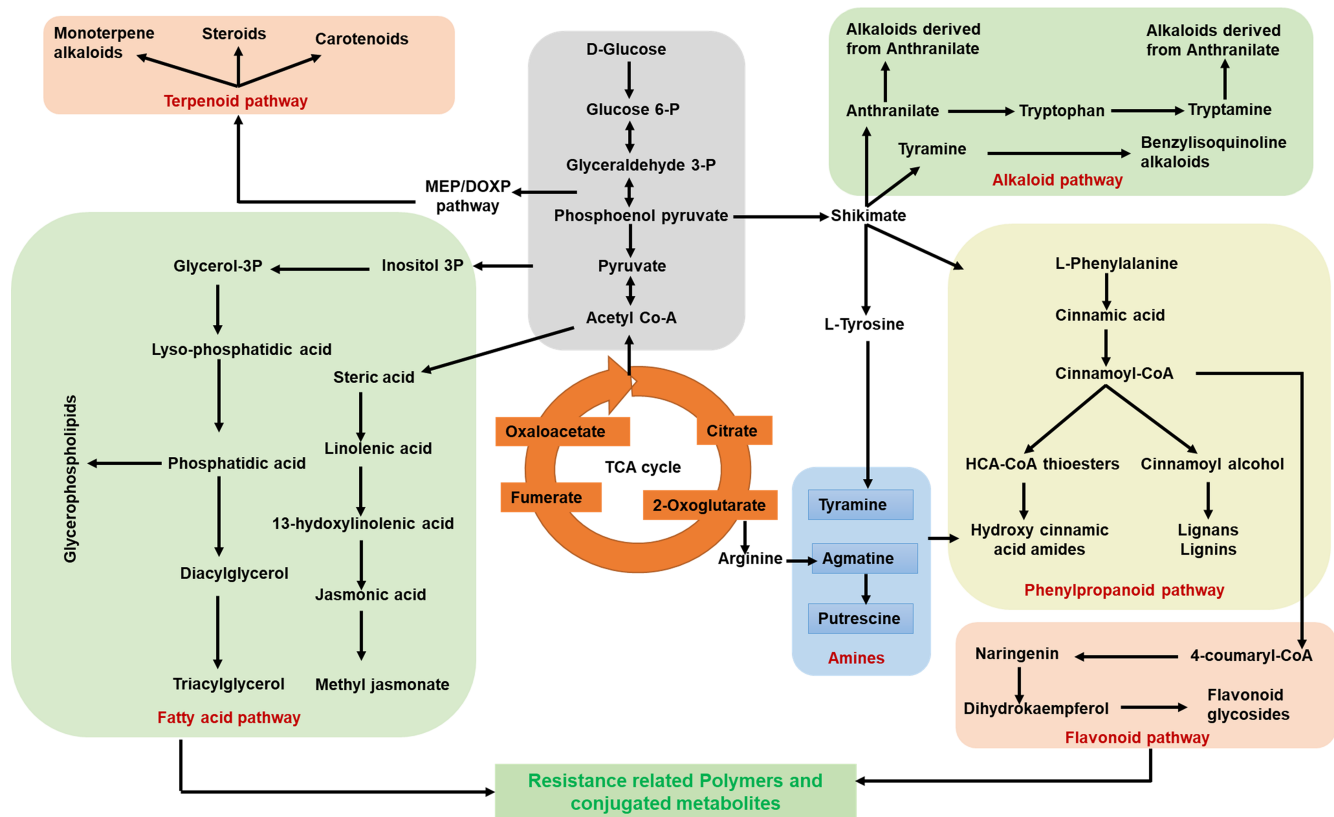 Monoterpene
alkaloids
Steroids
Carotenoids
Terpenoid pathway
D-Glucose
Glucose 6-P
Glyceraldehyde 3-P
Phosphoenol pyruvate
Pyruvate
Acetyl Co-A
MEP/DOXP
pathway
Alkaloids derived
from Anthranilate
Alkaloids derived
from Anthranilate
Anthranilate
Tryptophan
Tryptamine
Tyramine
Benzylisoquinoline
alkaloids
Alkaloid pathway
Shikimate
Glycerol-3P
Inositol 3P
Lyso-phosphatidic acid
Steric acid
Glycerophospholipids
Linolenic acid
Phosphatidic acid
13-hydoxylinolenic acid
Diacylglycerol
Jasmonic acid
Triacylglycerol
Methyl jasmonate
Fatty acid pathway
Oxaloacetate
Citrate
TCA cycle
Fumerate
2-Oxoglutarate
Arginine
L-Tyrosine
Tyramine
Agmatine
Putrescine
Amines
L-Phenylalanine
Cinnamic acid
Cinnamoyl-CoA
HCA-CoA thioesters
Cinnamoyl alcohol
Hydroxy cinnamic
acid amides
Lignans
Lignins
Phenylpropanoid pathway
Naringenin
4-coumaryl-CoA
Dihydrokaempferol
Flavonoid
glycosides
Flavonoid pathway
Resistance related Polymers and
conjugated metabolites